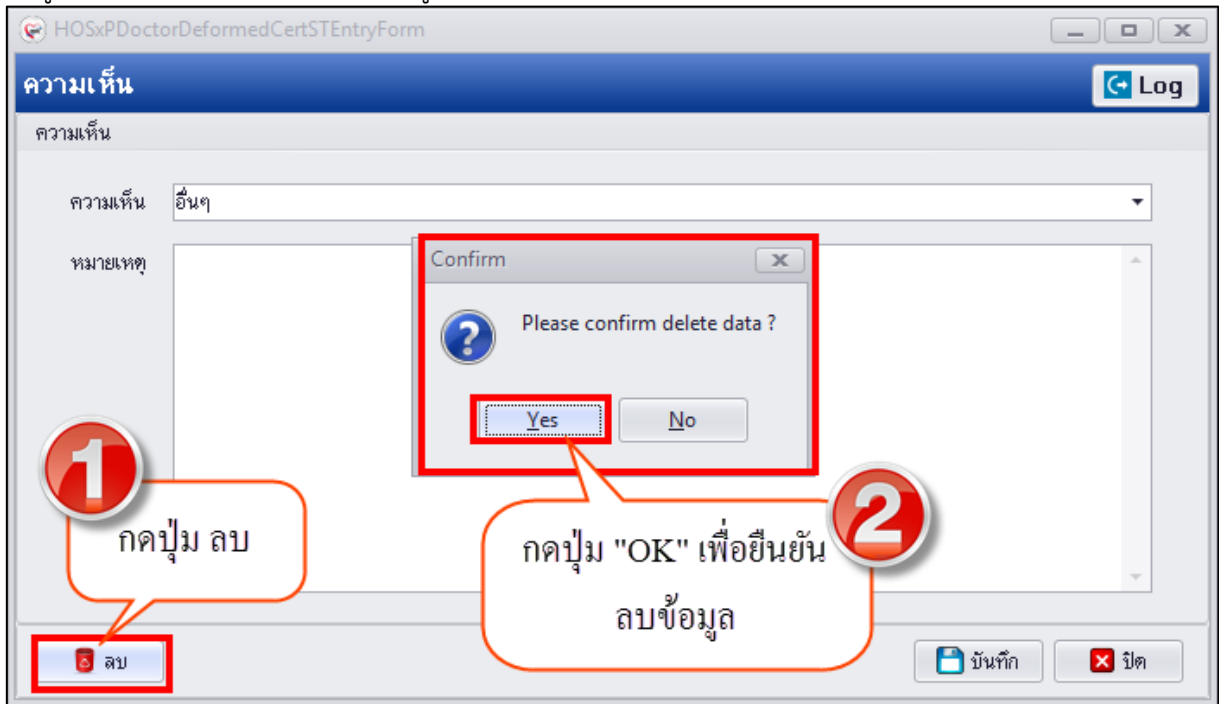 HOSxPDoctorDeformedCertSTEntryForm
ความเห็น
Log
ความเห็น
ความเห็น
อื่นๆ
หมายเหตุ
Confirm
Please confirm delete data ?
Yes
No
1
กดปุ่ม ลบ
2
กดปุ่ม "OK" เพื่อยืนยัน
ลบข้อมูล
ลบ
บันทึก
ปิด